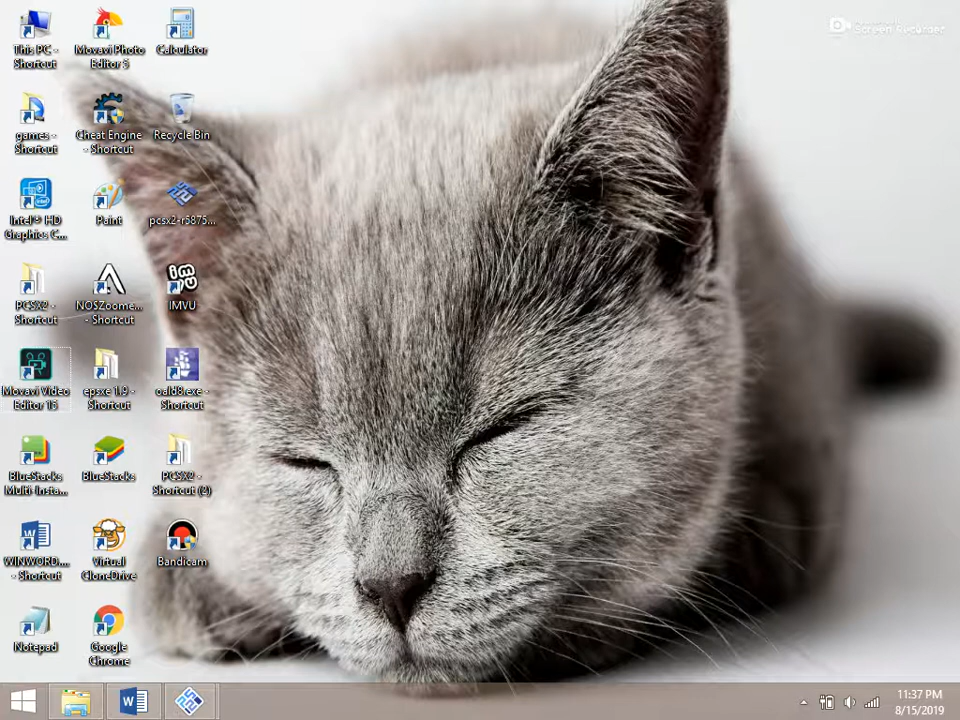 This PC -
Shortcut
Movavi Photo
Editor 5
Calculator
Screen Recorder
games -
Shortcut
Cheat Engine
- Shortcut
Recycle Bin
Intel® HD
Graphics C...
Paint
pcsx2-r5875...
PCSX2 -
Shortcut
NOSZoome...
- Shortcut
IMVU
Movavi Video
Editor 15
epsxe 1.9 -
Shortcut
oald8.exe -
Shortcut
BlueStacks
Multi-Insta...
BlueStacks
PCSX2 -
Shortcut (2)
WINWORD....
- Shortcut
Virtual
CloneDrive
Bandicam
Notepad
Google
Chrome
11:37 PM
8/15/2019